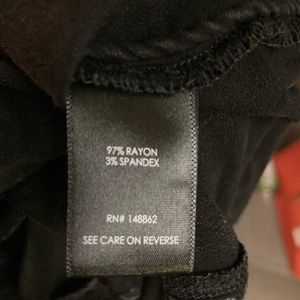 97% RAYON
3% SPANDEX
RN# 148862
SEE CARE ON REVERSE